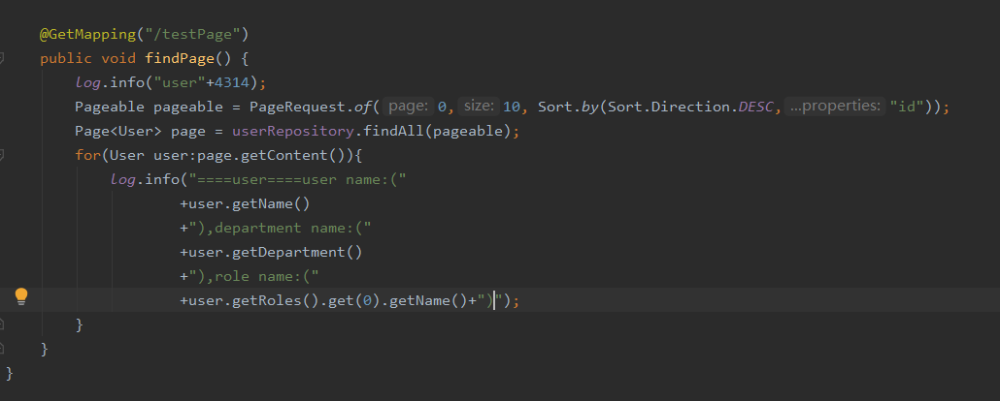 @GetMapping("/testPage")
public void findPage() {
log.info("user"+4314);
Pageable pageable = PageRequest.of( page: 0, size: 10, Sort.by(Sort.Direction.DESC, ...properties: "id"));
Page<User> page = userRepository.findAll(pageable);
for(User user:page.getContent()){
log.info("====user====user name:("
+user.getName()
+"),department name:("
+user.getDepartment()
+"),role name:("
+user.getRoles().get(0).getName()+")");
}
}
}